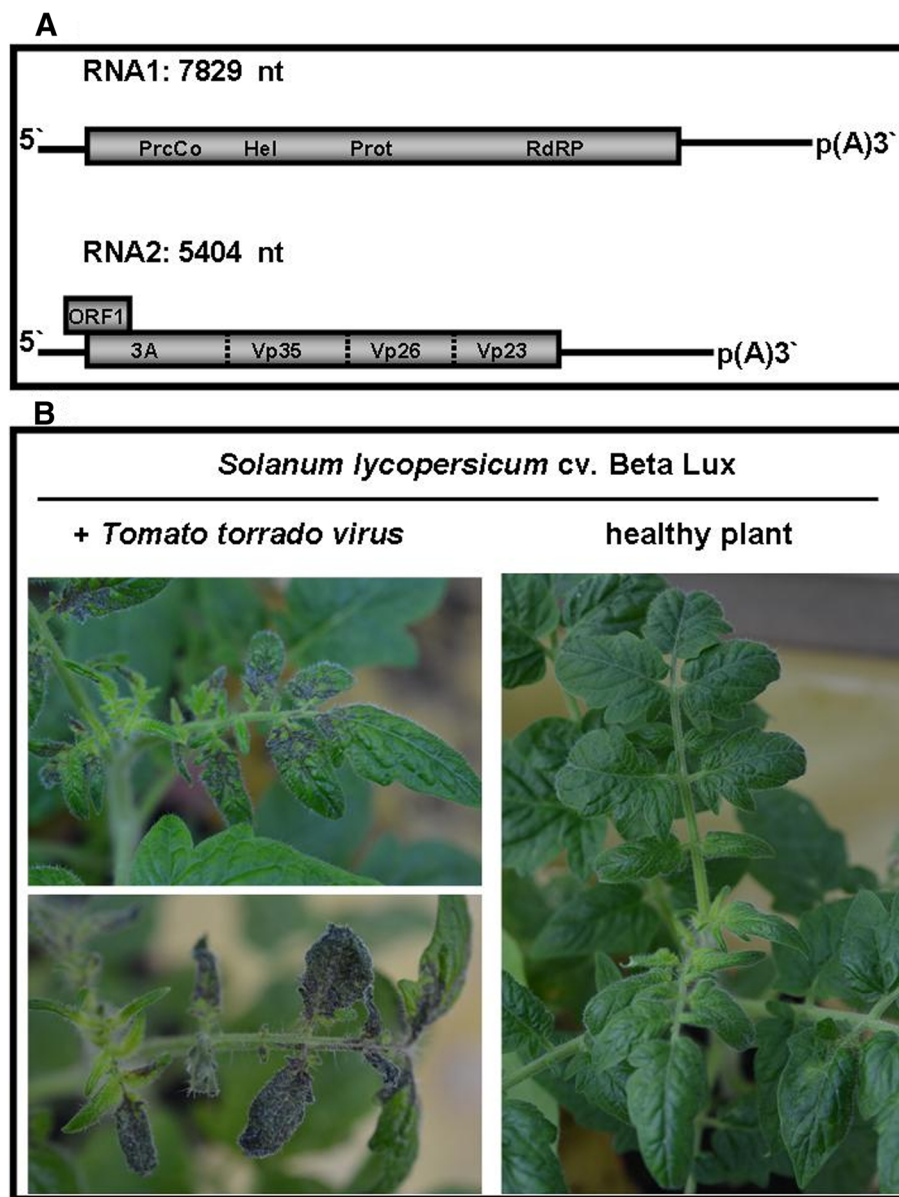 A
RNA1: 7829 nt
5` PrcCo Hel Prot RdRP p(A)3`
RNA2: 5404 nt
ORF1
5` 3A Vp35 Vp26 Vp23 p(A)3`
B
Solanum lycopersicum cv. Beta Lux
+ Tomato torrado virus healthy plant